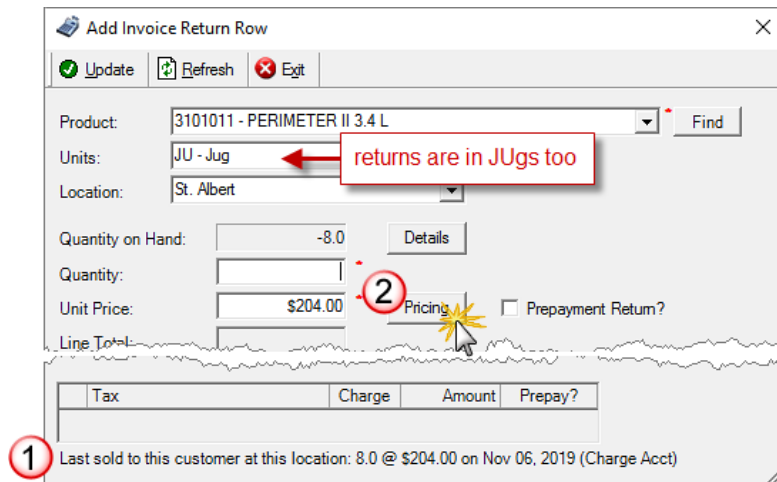 Add Invoice Return Row
Update Refresh Exit
Product: 3101011 - PERIMETER II 3.4 L * Find
Units: JU - Jug returns are in JUgs too
Location: St. Albert
Quantity on Hand: -8.0 Details
Quantity: *
Unit Price: $204.00 * 2 Pricing Prepayment Return?
Line Total:
Tax Charge Amount Prepay?
1 Last sold to this customer at this location: 8.0 @ $204.00 on Nov 06, 2019 (Charge Acct)